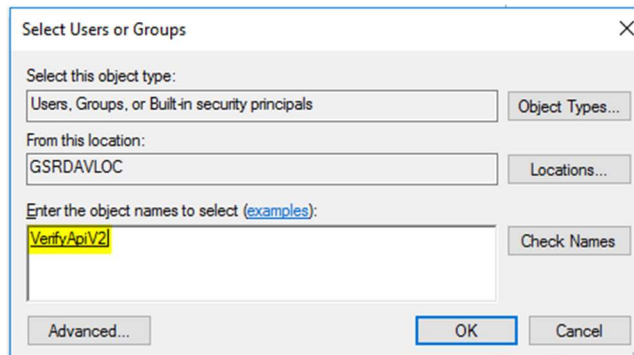 Select Users or Groups
Select this object type:
Users, Groups, or Built-in security principals
Object Types...
From this location:
GSRDAVLOC
Locations...
Enter the object names to select (examples):
VerifyApiV2
Check Names
Advanced...
OK
Cancel